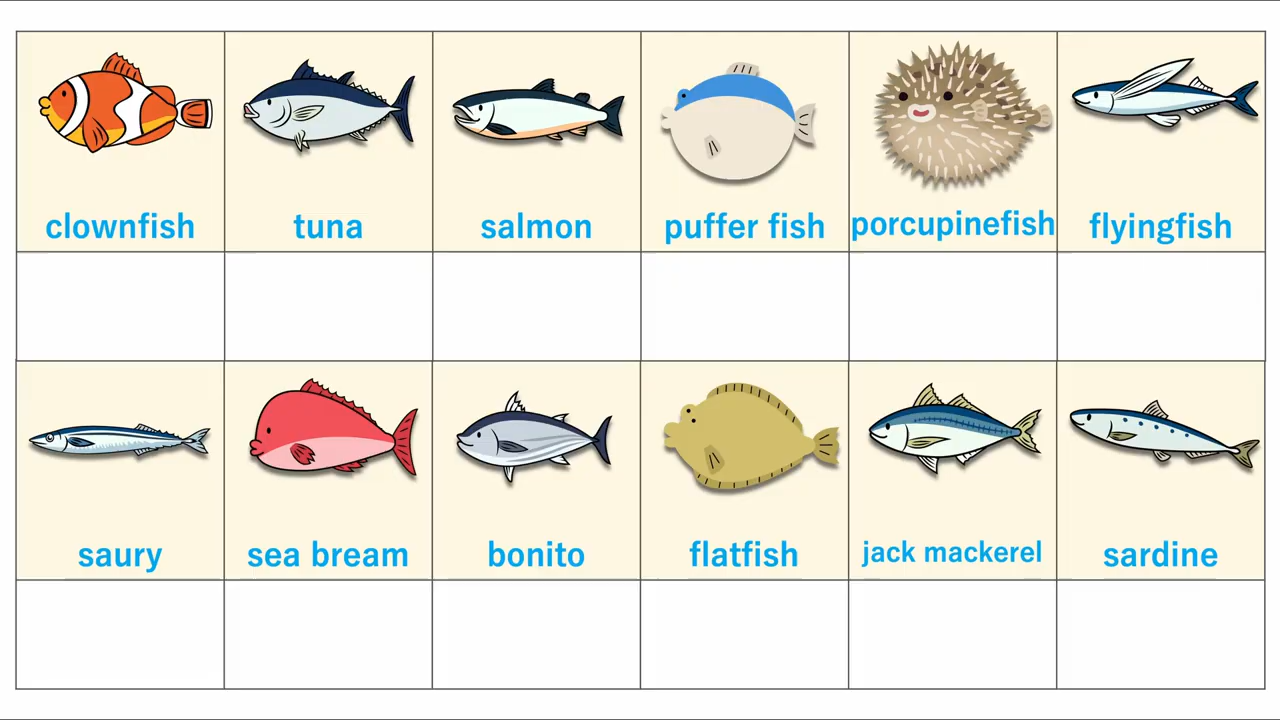 clownfish
tuna
salmon
puffer fish
porcupinefish
flyingfish
saury
sea bream
bonito
flatfish
jack mackerel
sardine